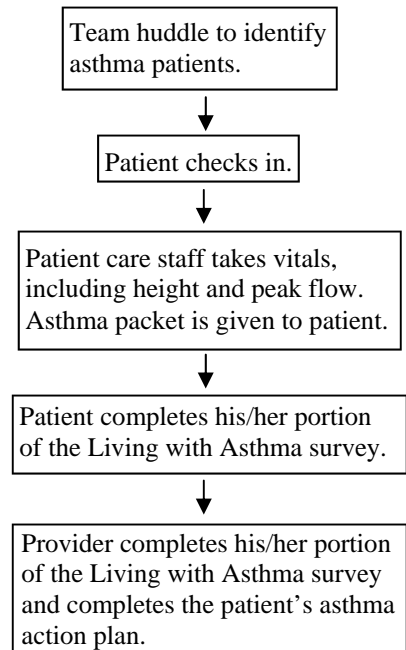 Team huddle to identify
asthma patients.
Patient checks in.
Patient care staff takes vitals,
including height and peak flow.
Asthma packet is given to patient.
Patient completes his/her portion
of the Living with Asthma survey.
Provider completes his/her portion
of the Living with Asthma survey
and completes the patient’s asthma
action plan.